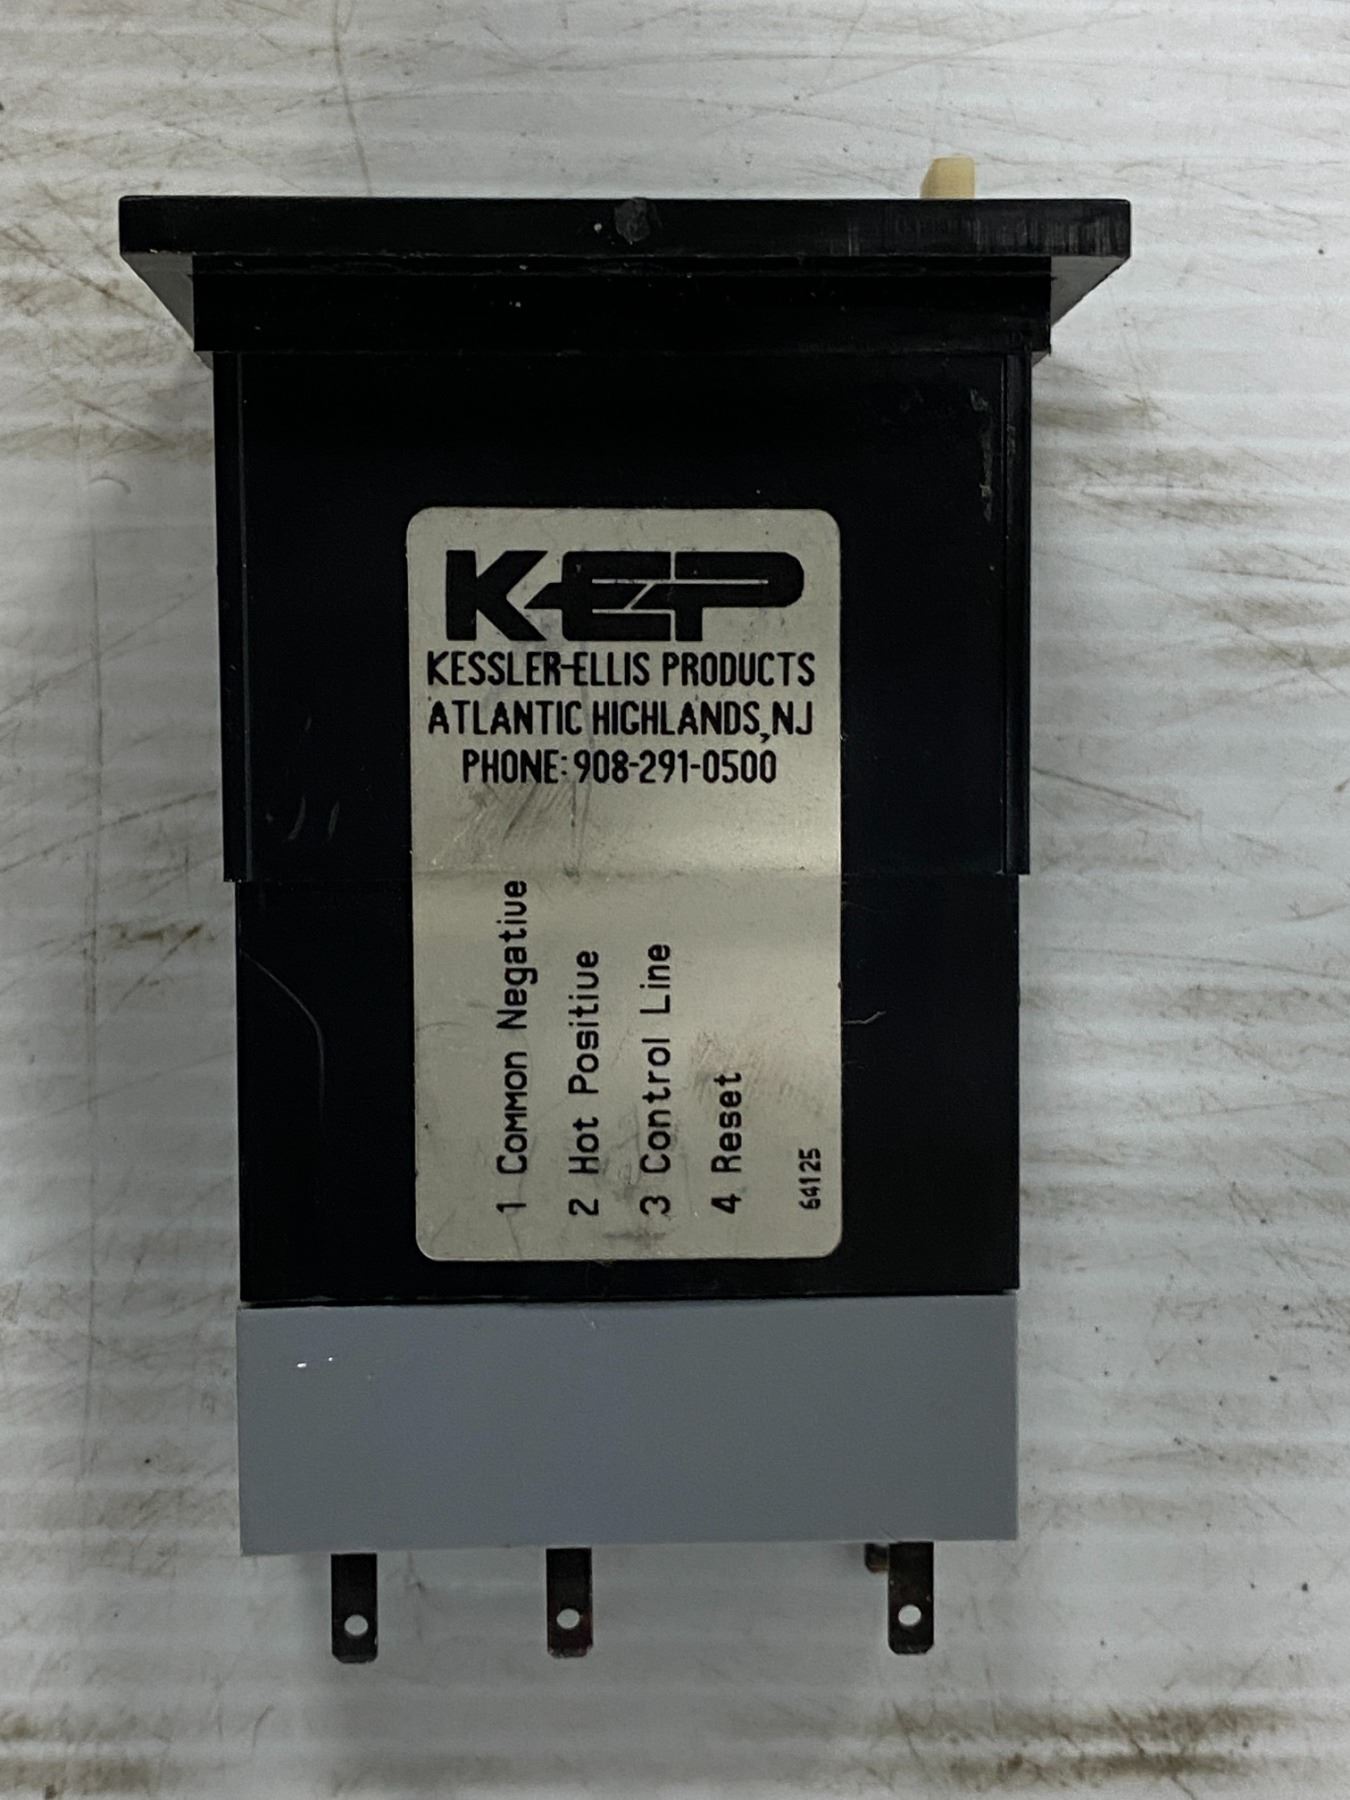 KEP
KESSLER-ELLIS PRODUCTS
ATLANTIC HIGHLANDS, NJ
PHONE: 908-291-0500
1 Common Negative
2 Hot Positive
3 Control Line
4 Reset
64125